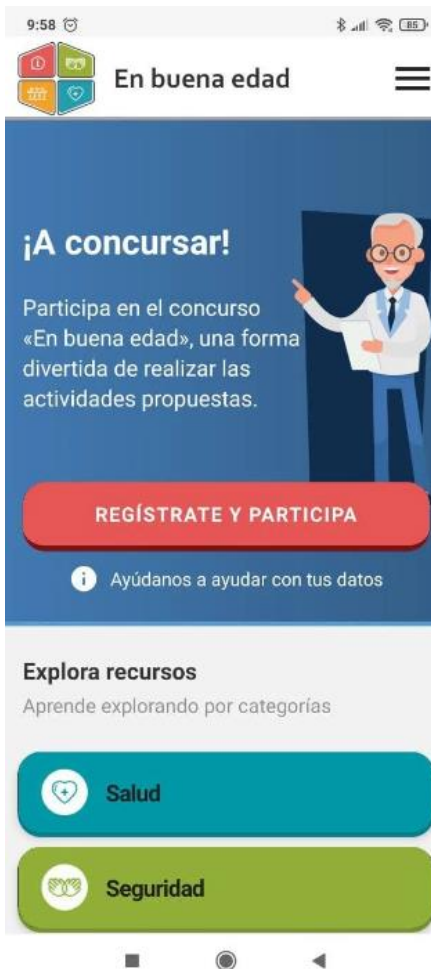 9:58
85
En buena edad
¡A concursar!
Participa en el concurso
«En buena edad», una forma
divertida de realizar las
actividades propuestas.
REGÍSTRATE Y PARTICIPA
Ayúdanos a ayudar con tus datos
Explora recursos
Aprende explorando por categorías
Salud
Seguridad